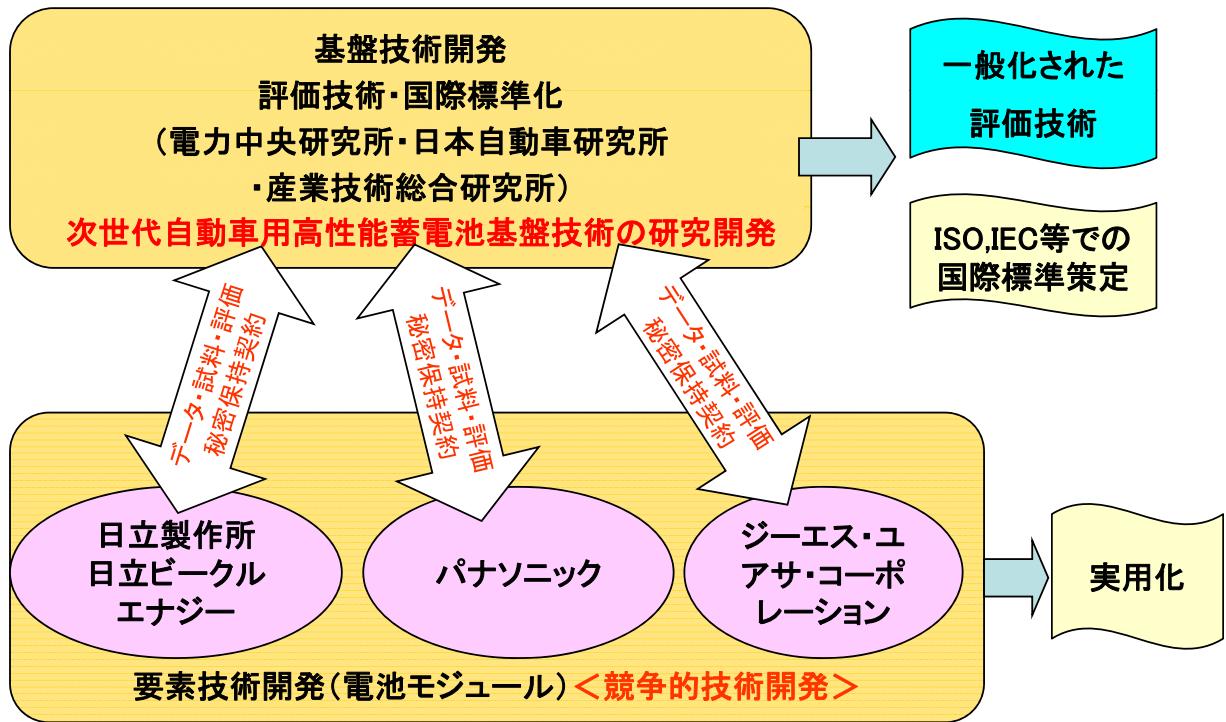 基盤技術開発
評価技術・国際標準化
（電力中央研究所・日本自動車研究所
・産業技術総合研究所）
次世代自動車用高性能蓄電池基盤技術の研究開発
一般化された
評価技術
ISO,IEC等での
国際標準策定
データ・試料・評価
秘密保持契約
データ・試料・評価
秘密保持契約
データ・試料・評価
秘密保持契約
日立製作所
日立ビークル
エナジー
パナソニック
ジーエス・ユ
アサ・コーポ
レーション
実用化
要素技術開発（電池モジュール）＜競争的技術開発＞